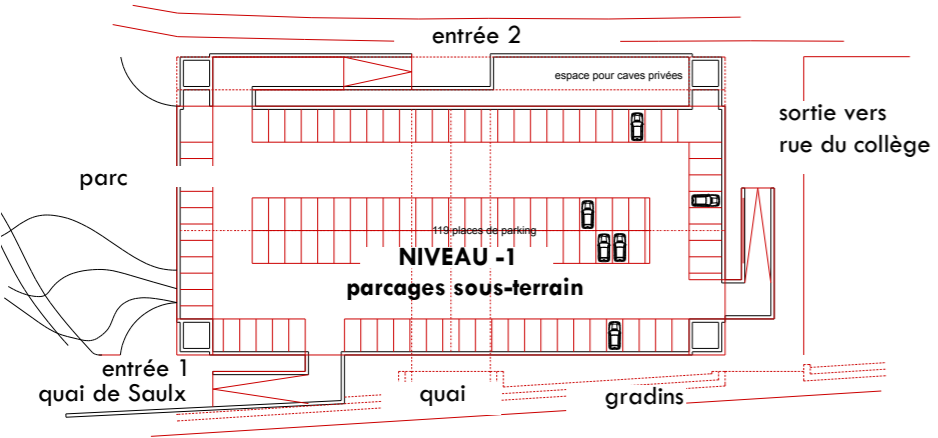 entrée 2
espace pour caves privées
sortie vers
rue du collège
parc
119 places de parking
NIVEAU -1
parcages sous-terrain
entrée 1
quai de Saulx
quai
gradins